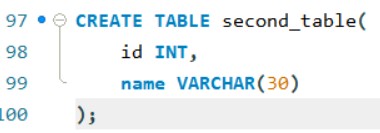 97 CREATE TABLE second_table(
98 id INT,
99 name VARCHAR(30)
100 );